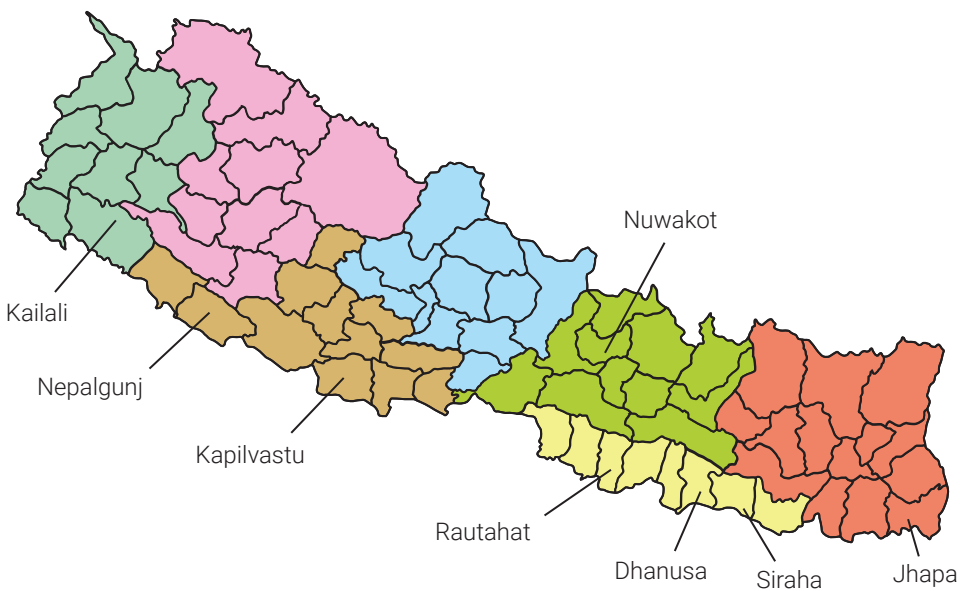 Nuwakot
Kailali
Nepalgunj
Kapilvastu
Rautahat
Dhanusa
Siraha
Jhapa